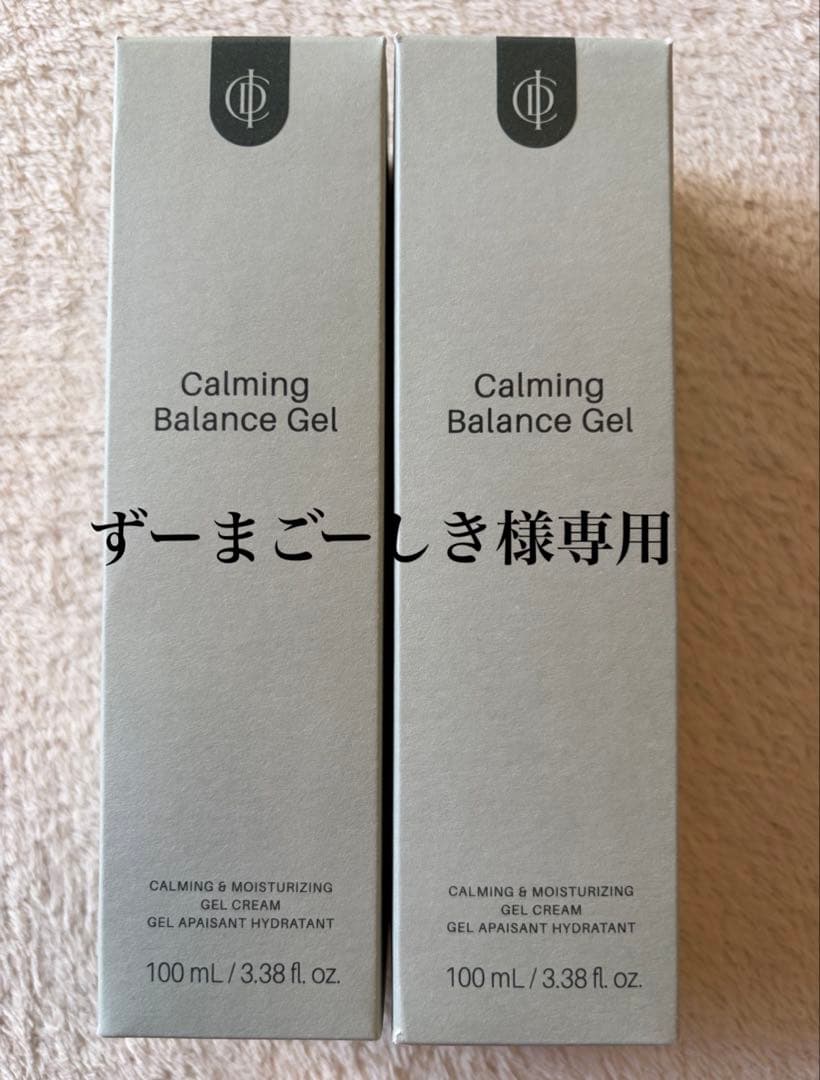 Calming
Balance Gel
Calming
Balance Gel
ずーまごーしき様専用
CALMING & MOISTURIZING
GEL CREAM
GEL APAISANT HYDRATANT
100 mL / 3.38 fl. oz.
CALMING & MOISTURIZING
GEL CREAM
GEL APAISANT HYDRATANT
100 mL / 3.38 fl. oz.